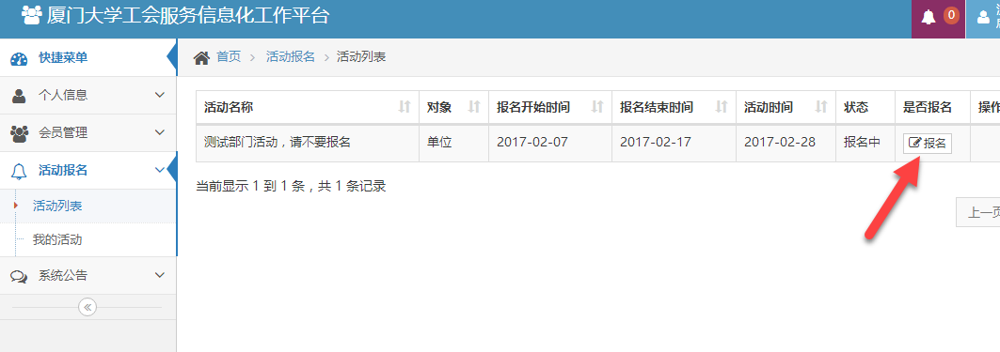 厦门大学工会服务信息化工作平台
0
快捷菜单
个人信息
会员管理
活动报名
活动列表
我的活动
系统公告
首页 活动报名 活动列表
活动名称 对象 报名开始时间 报名结束时间 活动时间 状态 是否报名 操作
测试部门活动，请不要报名 单位 2017-02-07 2017-02-17 2017-02-28 报名中 报名
当前显示 1 到 1 条，共 1 条记录
上一页